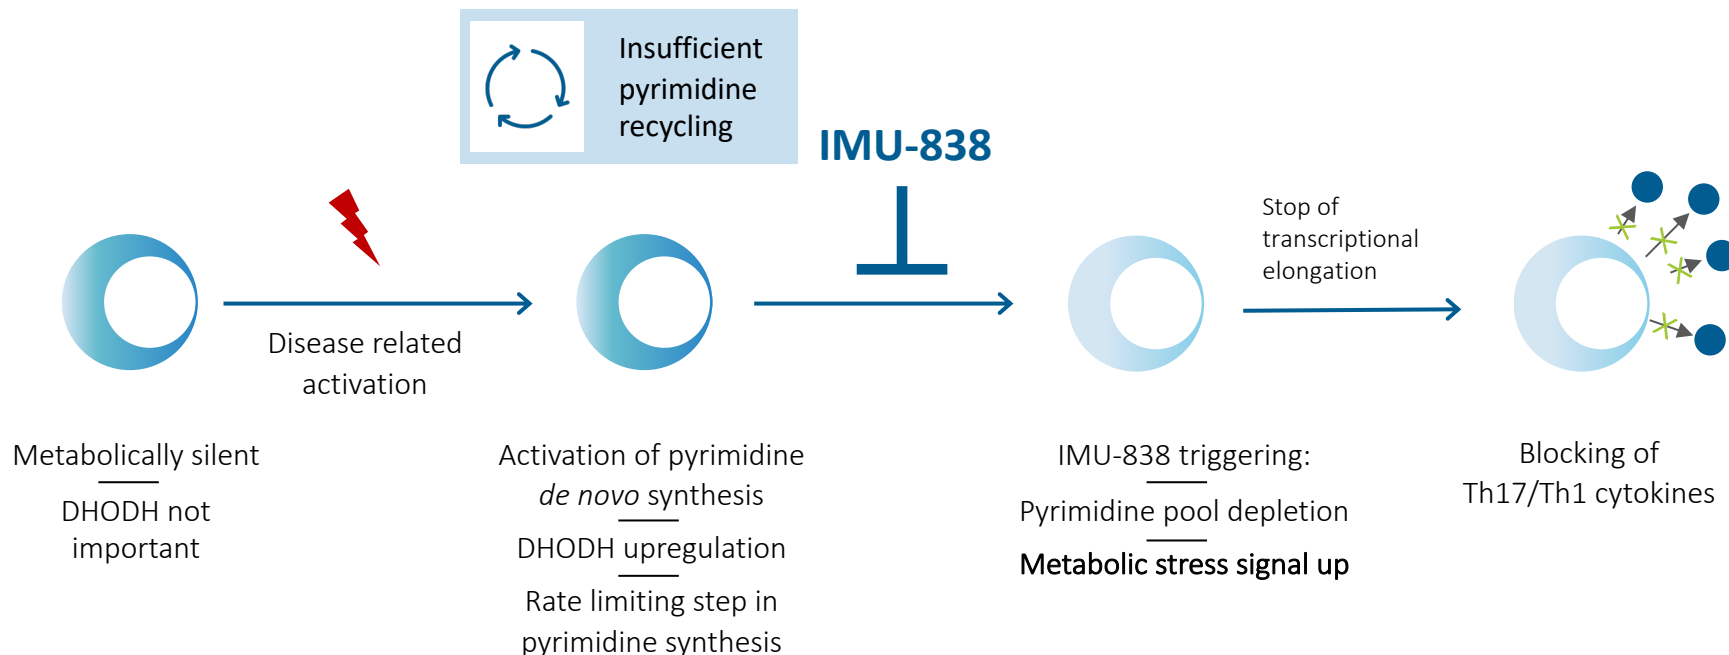 Insufficient
pyrimidine
recycling
IMU-838
Disease related
activation
Stop of
transcriptional
elongation
Metabolically silent
DHODH not
important
Activation of pyrimidine
de novo synthesis
DHODH upregulation
Rate limiting step in
pyrimidine synthesis
IMU-838 triggering:
Pyrimidine pool depletion
Metabolic stress signal up
Blocking of
Th17/Th1 cytokines